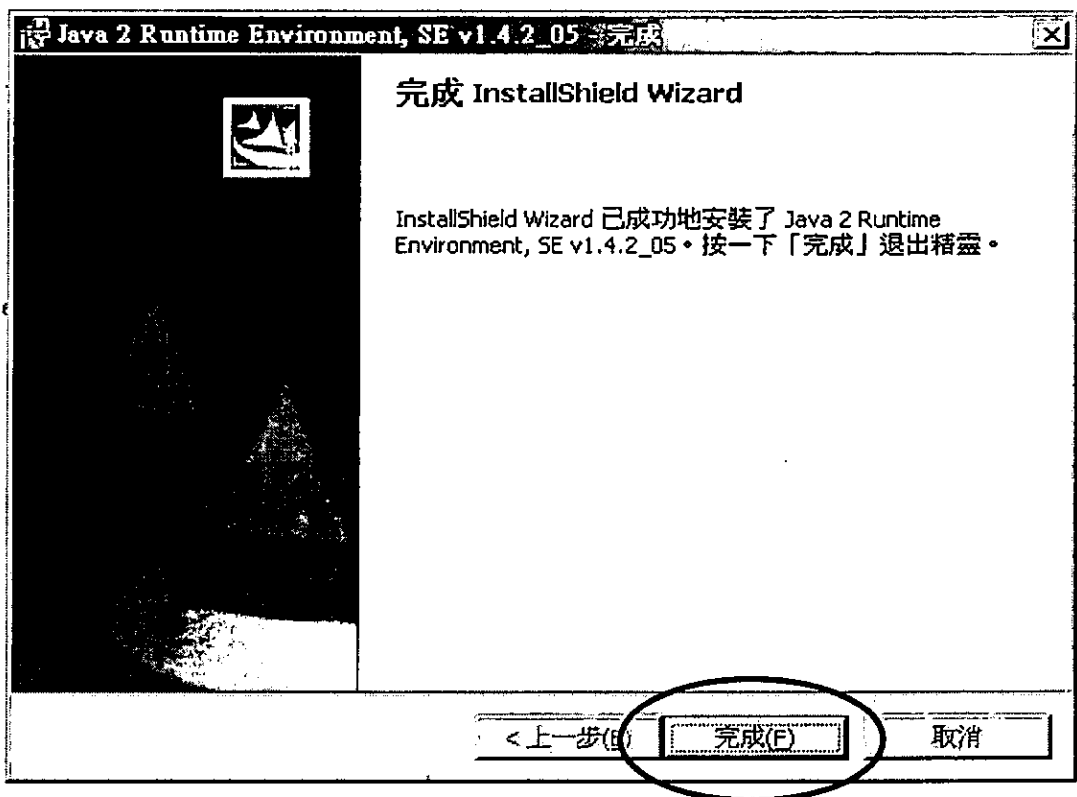 Java 2 Runtime Environment, SE v1.4.2_05 - 完成
完成 InstallShield Wizard
InstallShield Wizard 已成功地安裝了 Java 2 Runtime
Environment, SE v1.4.2_05。按一下「完成」退出精靈。
< 上一步(B) 完成(F) 取消